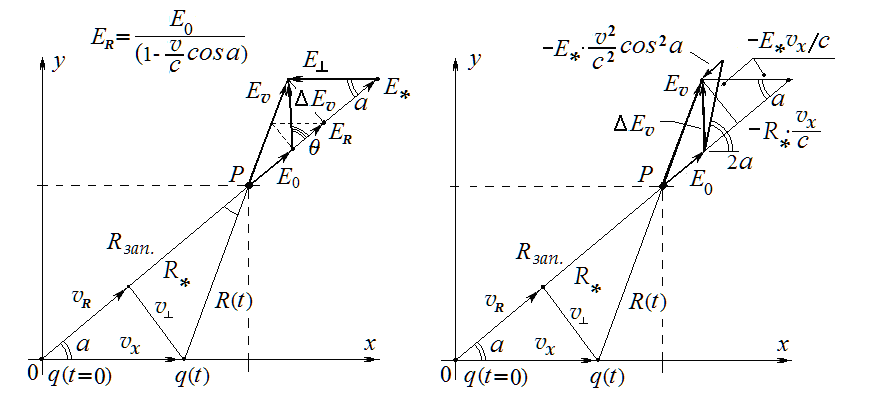 E_R = E_0 / (1 - v/c cos a)
y
E_⊥
E_*
E_v
ΔE_v
a
E_R
θ
P
E_0
R_зап.
R_*
v_R
v_⊥
R(t)
a
v_x
x
0 q(t=0)
q(t)
-E_* · v²/c² cos² a
-E_* v_x/c
y
E_v
a
ΔE_v
-R_* · v_x/c
2a
P
E_0
R_зап.
R_*
v_R
v_⊥
R(t)
a
v_x
x
0 q(t=0)
q(t)